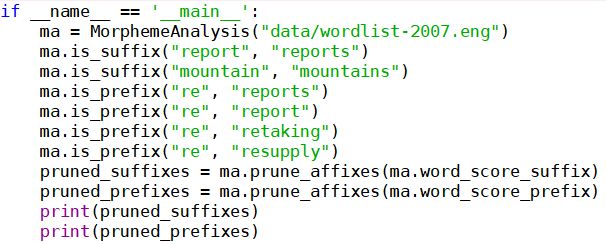 if __name__ == '__main__':
    ma = MorphemeAnalysis("data/wordlist-2007.eng")
    ma.is_suffix("report", "reports")
    ma.is_suffix("mountain", "mountains")
    ma.is_prefix("re", "reports")
    ma.is_prefix("re", "report")
    ma.is_prefix("re", "retaking")
    ma.is_prefix("re", "resupply")
    pruned_suffixes = ma.prune_affixes(ma.word_score_suffix)
    pruned_prefixes = ma.prune_affixes(ma.word_score_prefix)
    print(pruned_suffixes)
    print(pruned_prefixes)